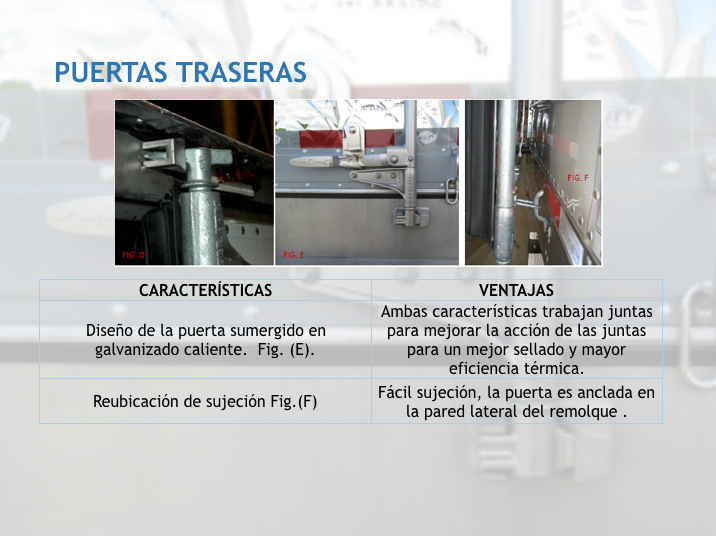 PUERTAS TRASERAS
FIG. D
FIG. E
FIG. F
CARACTERÍSTICAS
VENTAJAS
Diseño de la puerta sumergido en
galvanizado caliente.  Fig. (E).
Ambas características trabajan juntas
para mejorar la acción de las juntas
para un mejor sellado y mayor
eficiencia térmica.
Reubicación de sujeción Fig.(F)
Fácil sujeción, la puerta es anclada en
la pared lateral del remolque .